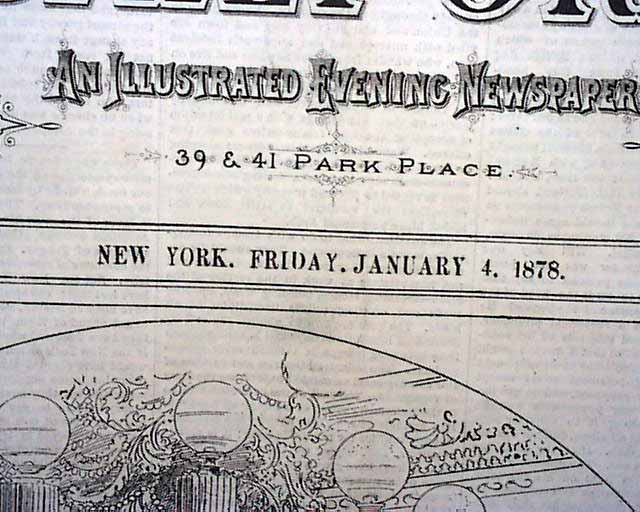 An Illustrated Evening Newspaper
39 & 41 Park Place.
NEW YORK. FRIDAY. JANUARY 4. 1878.